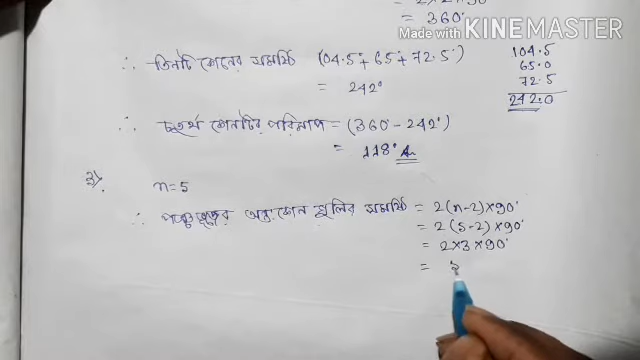 = 360°
Made with KINEMASTER
∴ তিনটি কোনের সমষ্টি (104.5°+65°+72.5°)
= 242°
104.5
65.0
72.5
242.0
∴ চতুর্থ কোনটির পরিমাপ = (360°-242°)
= 118°
২) n=5
∴ পঞ্চভুজের অন্তঃকোন গুলির সমষ্টি = 2(n-2)×90°
= 2(5-2)×90°
= 2×3×90°
=